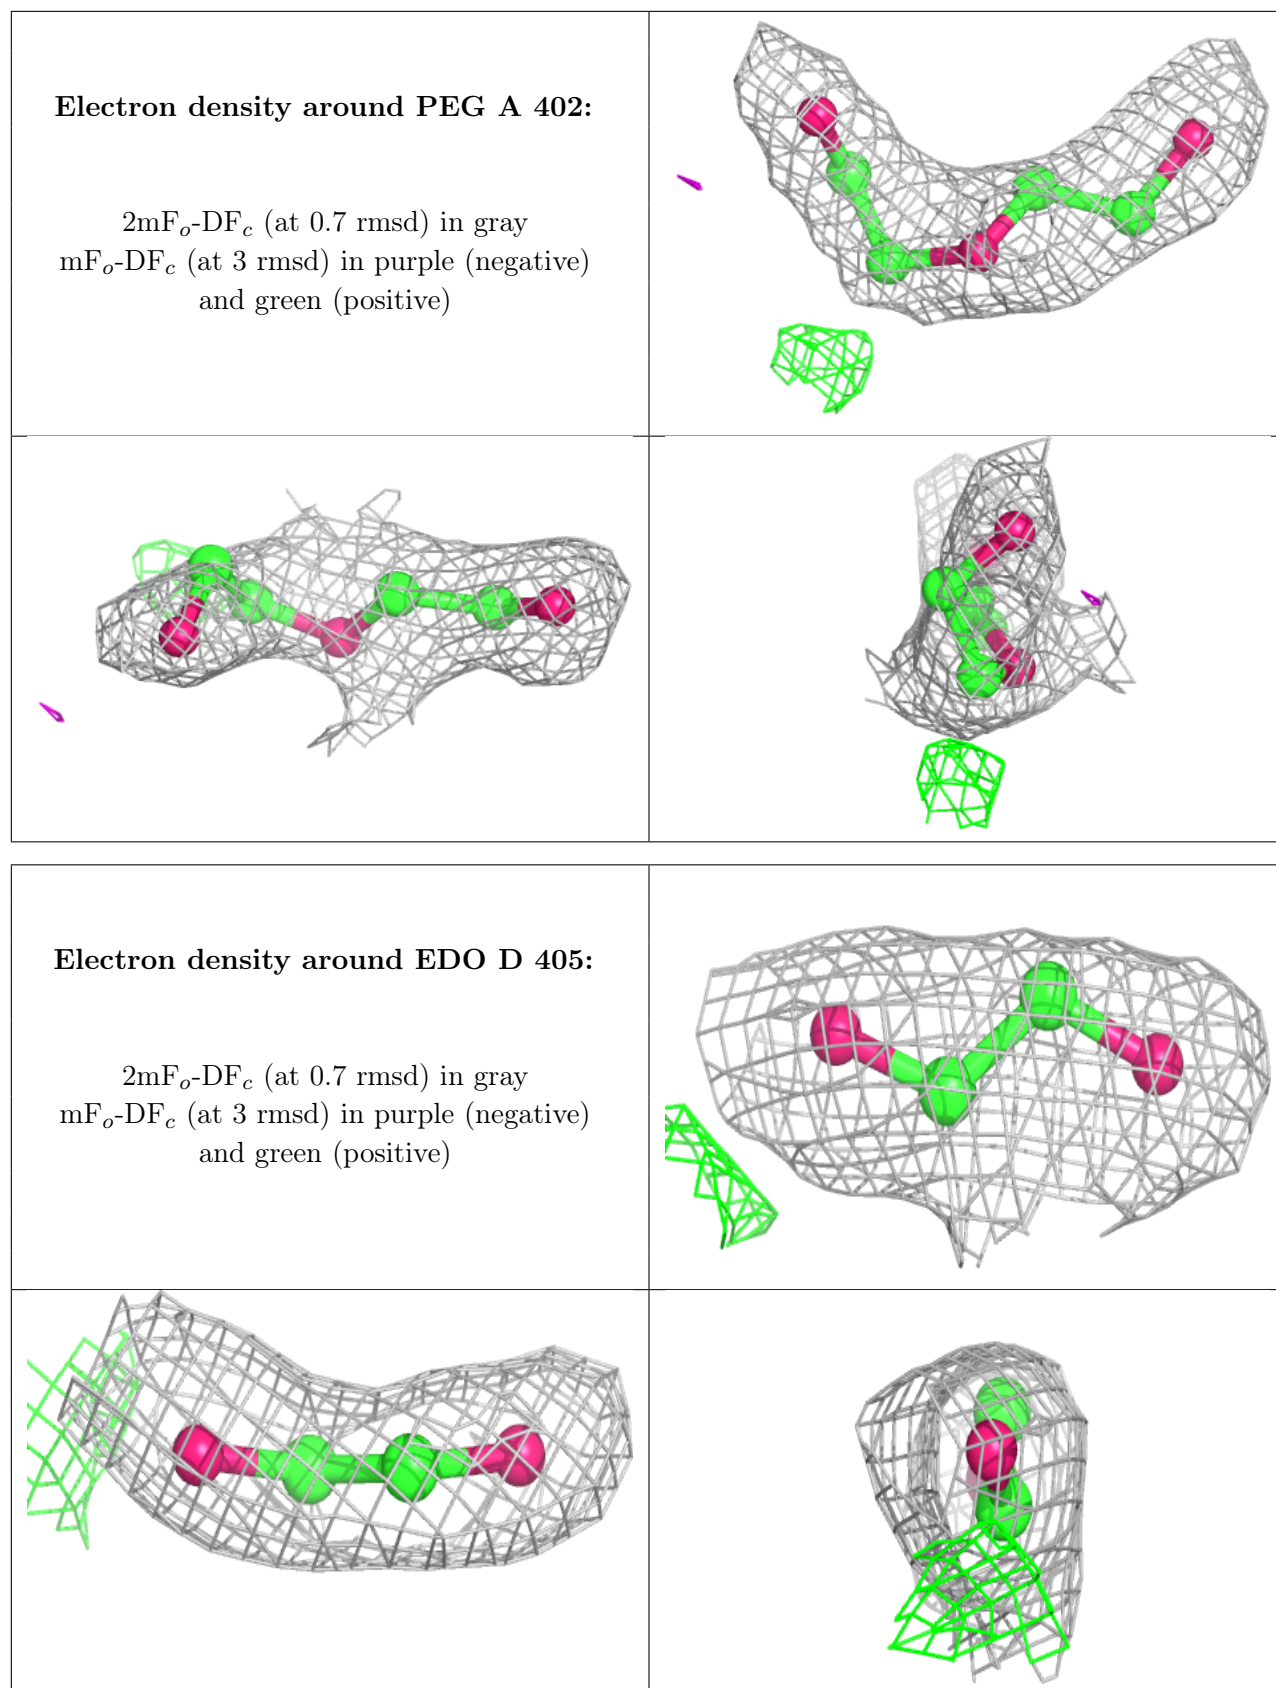 Electron density around PEG A 402:
2mFo-DFc (at 0.7 rmsd) in gray
mFo-DFc (at 3 rmsd) in purple (negative)
and green (positive)
Electron density around EDO D 405:
2mFo-DFc (at 0.7 rmsd) in gray
mFo-DFc (at 3 rmsd) in purple (negative)
and green (positive)